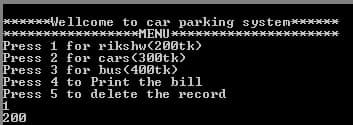 ******Wellcome to car parking system******
*****************MENU*********************
Press 1 for rikshw(200tk)
Press 2 for cars(300tk)
Press 3 for bus(400tk)
Press 4 to Print the bill
Press 5 to delete the record
1
200